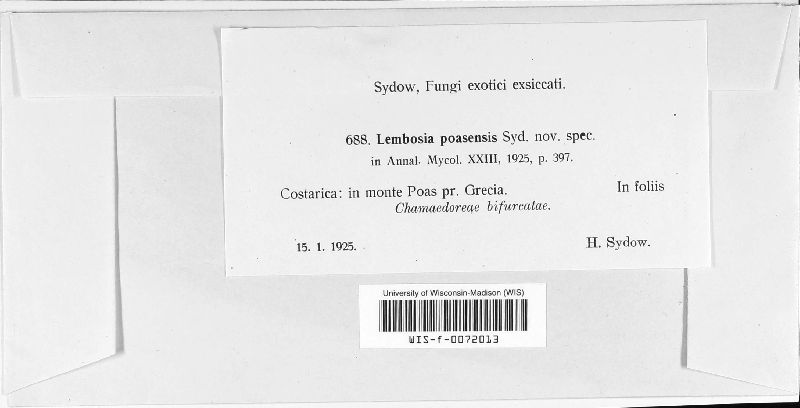 Sydow, Fungi exotici exsiccati.
688. Lembosia poasensis Syd. nov. spec.
in Annal. Mycol. XXIII, 1925, p. 397.
Costarica: in monte Poas pr. Grecia. In foliis
Chamaedoreae bifurcatae.
15. 1. 1925. H. Sydow.
University of Wisconsin-Madison (WIS)
WIS-f-0072013